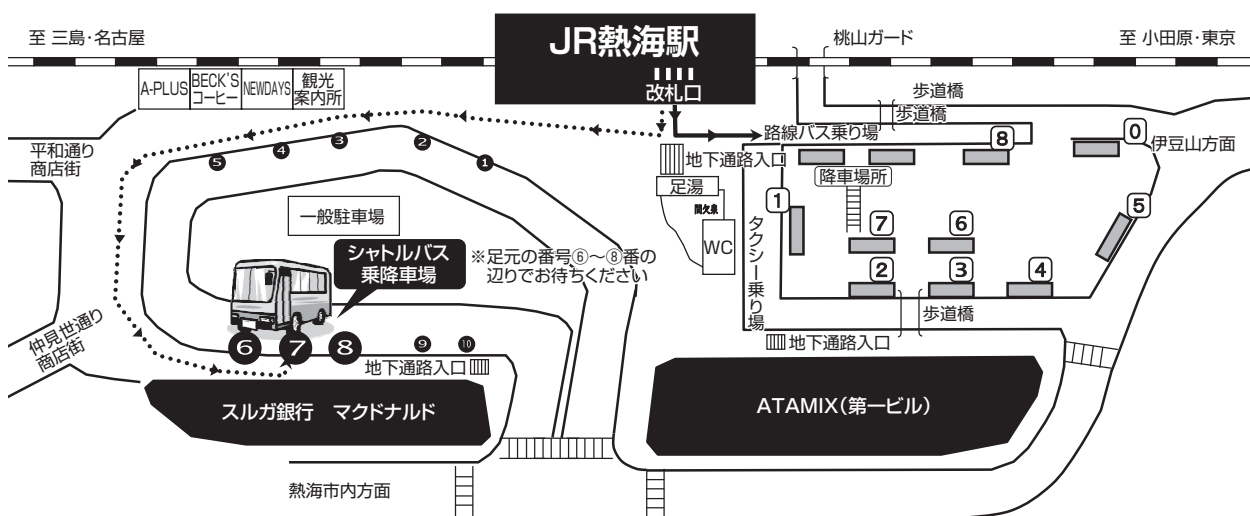 至 三島・名古屋
JR熱海駅
改札口
桃山ガード
至 小田原・東京
A-PLUS
BECK'S
コーヒー
NEWDAYS
観光
案内所
歩道橋
歩道橋
路線バス乗り場
平和通り
商店街
⑤
④
③
②
①
地下通路入口
足湯
間欠泉
WC
タクシー乗り場
降車場所
8
0
伊豆山方面
1
7
6
5
2
3
4
歩道橋
一般駐車場
シャトルバス
乗降車場
※足元の番号⑥〜⑧番の
辺りでお待ちください
仲見世通り
商店街
⑥
⑦
⑧
⑨
⑩
地下通路入口
地下通路入口
スルガ銀行 マクドナルド
ATAMIX(第一ビル)
熱海市内方面